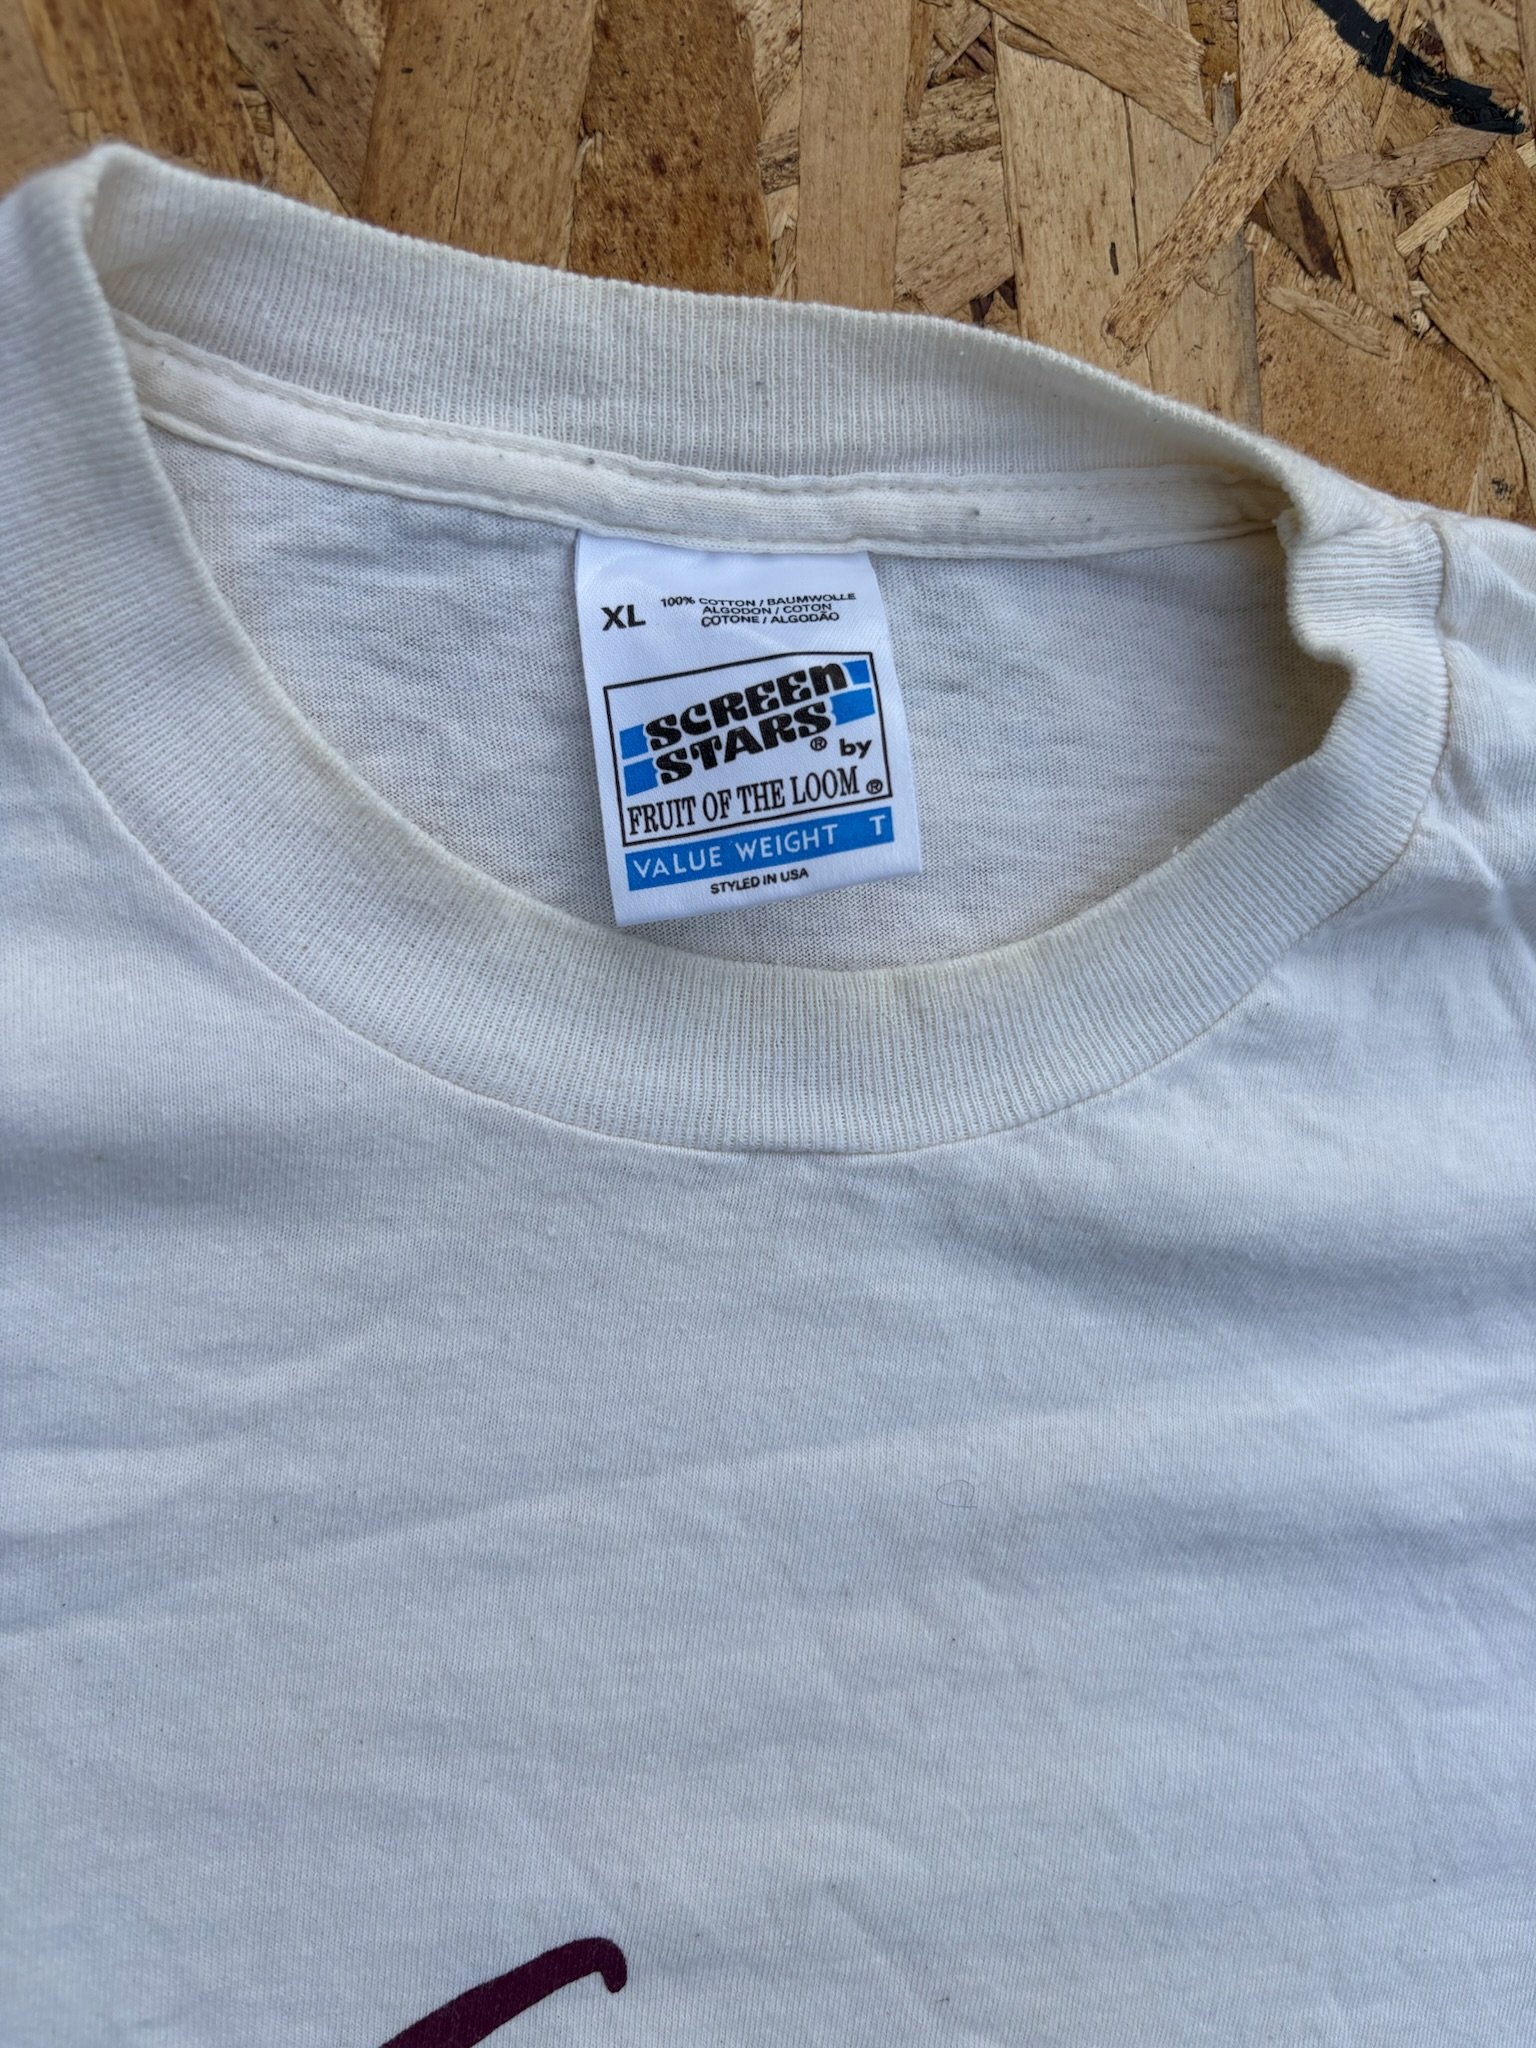 XL 100% COTTON / BAUMWOLLE
ALGODON / COTON
COTONE / ALGODÃO
SCREEN
STARS® by
FRUIT OF THE LOOM®
VALUE WEIGHT T
STYLED IN USA